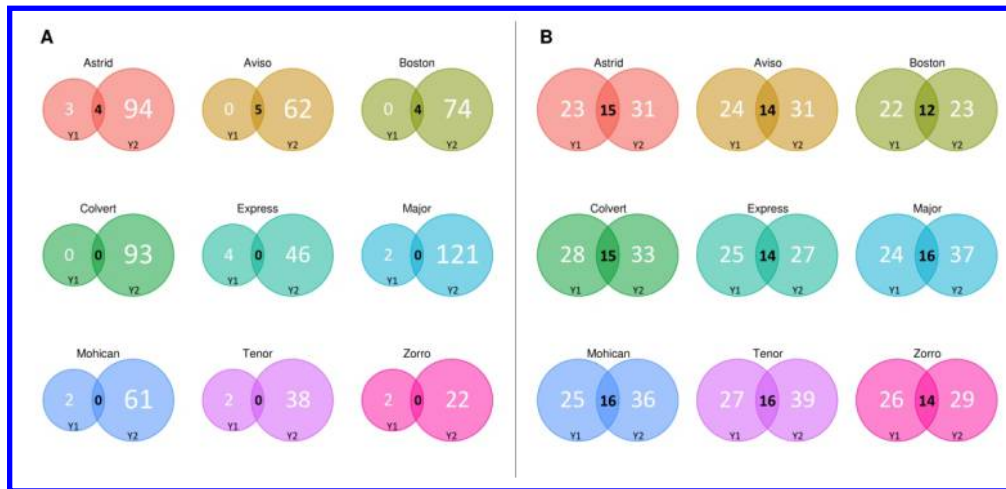 A
B
Astrid
Aviso
Boston
Astrid
Aviso
Boston
3 4 94
0 5 62
0 4 74
23 15 31
24 14 31
22 12 23
Y1 Y2
Y1 Y2
Y1 Y2
Y1 Y2
Y1 Y2
Y1 Y2
Colvert
Express
Major
Colvert
Express
Major
0 0 93
4 0 46
2 0 121
28 15 33
25 14 27
24 16 37
Y1 Y2
Y1 Y2
Y1 Y2
Y1 Y2
Y1 Y2
Y1 Y2
Mohican
Tenor
Zorro
Mohican
Tenor
Zorro
2 0 61
2 0 38
2 0 22
25 16 36
27 16 39
26 14 29
Y1 Y2
Y1 Y2
Y1 Y2
Y1 Y2
Y1 Y2
Y1 Y2